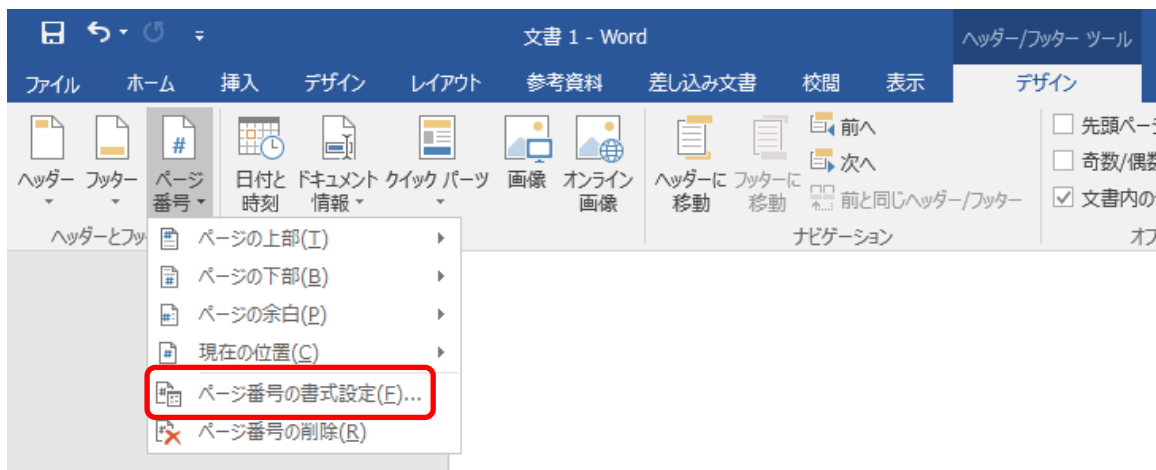 文書 1 - Word
ヘッダー/フッター ツール
ファイル ホーム 挿入 デザイン レイアウト 参考資料 差し込み文書 校閲 表示 デザイン
ヘッダー フッター ページ番号 日付と時刻 ドキュメント情報 クイック パーツ 画像 オンライン画像 ヘッダーに移動 フッターに移動
前へ
次へ
前と同じヘッダー/フッター
先頭ペー
奇数/偶数
文書内の
ヘッダーとフッ
ナビゲーション
オプ
ページの上部(T)
ページの下部(B)
ページの余白(P)
現在の位置(C)
ページ番号の書式設定(F)...
ページ番号の削除(R)